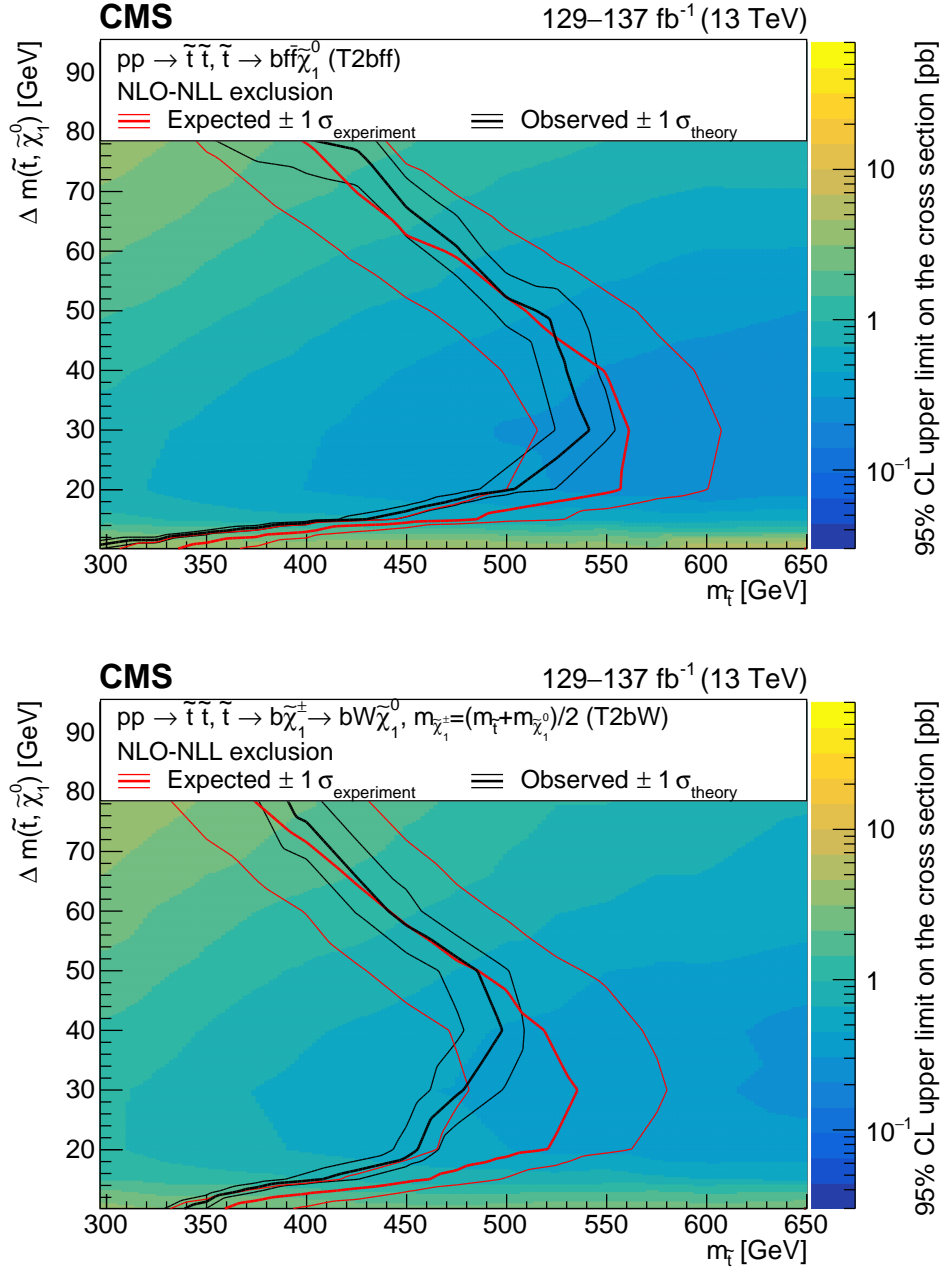 CMS 129–137 fb⁻¹ (13 TeV)
pp → t̃ t̃, t̃ → bff̄χ̃₁⁰ (T2bff)
NLO-NLL exclusion
Expected ± 1 σexperiment Observed ± 1 σtheory
Δ m(t̃, χ̃₁⁰) [GeV]
90
80
70
60
50
40
30
20
300 350 400 450 500 550 600 650
m_t̃ [GeV]
10
1
10⁻¹
95% CL upper limit on the cross section [pb]
CMS 129–137 fb⁻¹ (13 TeV)
pp → t̃ t̃, t̃ → bχ̃₁± → bWχ̃₁⁰, m_χ̃₁± =(m_t̃+m_χ̃₁⁰)/2 (T2bW)
NLO-NLL exclusion
Expected ± 1 σexperiment Observed ± 1 σtheory
Δ m(t̃, χ̃₁⁰) [GeV]
90
80
70
60
50
40
30
20
300 350 400 450 500 550 600 650
m_t̃ [GeV]
10
1
10⁻¹
95% CL upper limit on the cross section [pb]